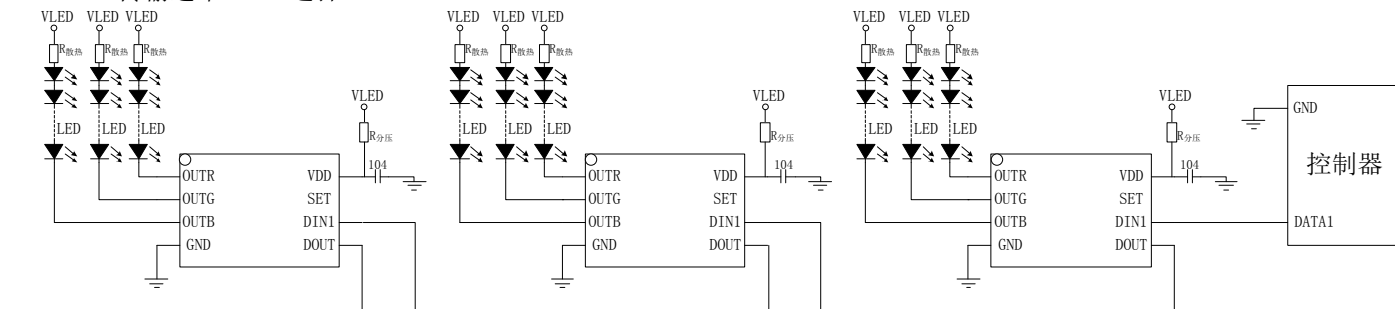 VLED VLED VLED
VLED VLED VLED
VLED VLED VLED
R散热 R散热 R散热
R散热 R散热 R散热
R散热 R散热 R散热
VLED
VLED
VLED
GND
LED LED LED
R分压
LED LED LED
R分压
LED LED LED
R分压
104
104
104
控制器
OUTR VDD
OUTR VDD
OUTR VDD
OUTG SET
OUTG SET
OUTG SET
OUTB DIN1
OUTB DIN1
OUTB DIN1
DATA1
GND DOUT
GND DOUT
GND DOUT